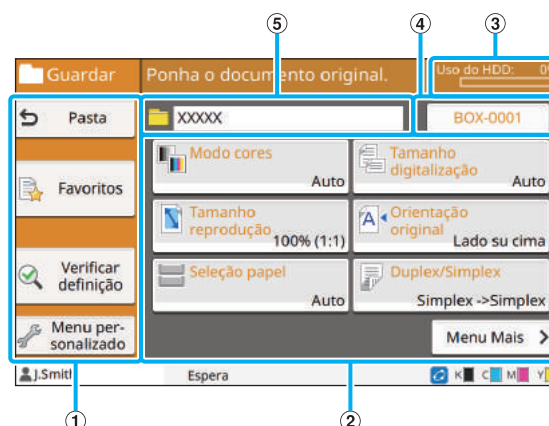 ⑤ ④ ③
Guardar
Ponha o documento original.
Uso do HDD: 0%
Pasta
XXXXX
BOX-0001
Favoritos
Verificar
definição
Menu per-
sonalizado
Modo cores
Auto
Tamanho
digitalização
Auto
Tamanho
reprodução
100% (1:1)
Orientação
original
Lado su cima
Seleção papel
Auto
Duplex/Simplex
Simplex ->Simplex
Menu Mais
J.Smith
Espera
K C M Y
① ②